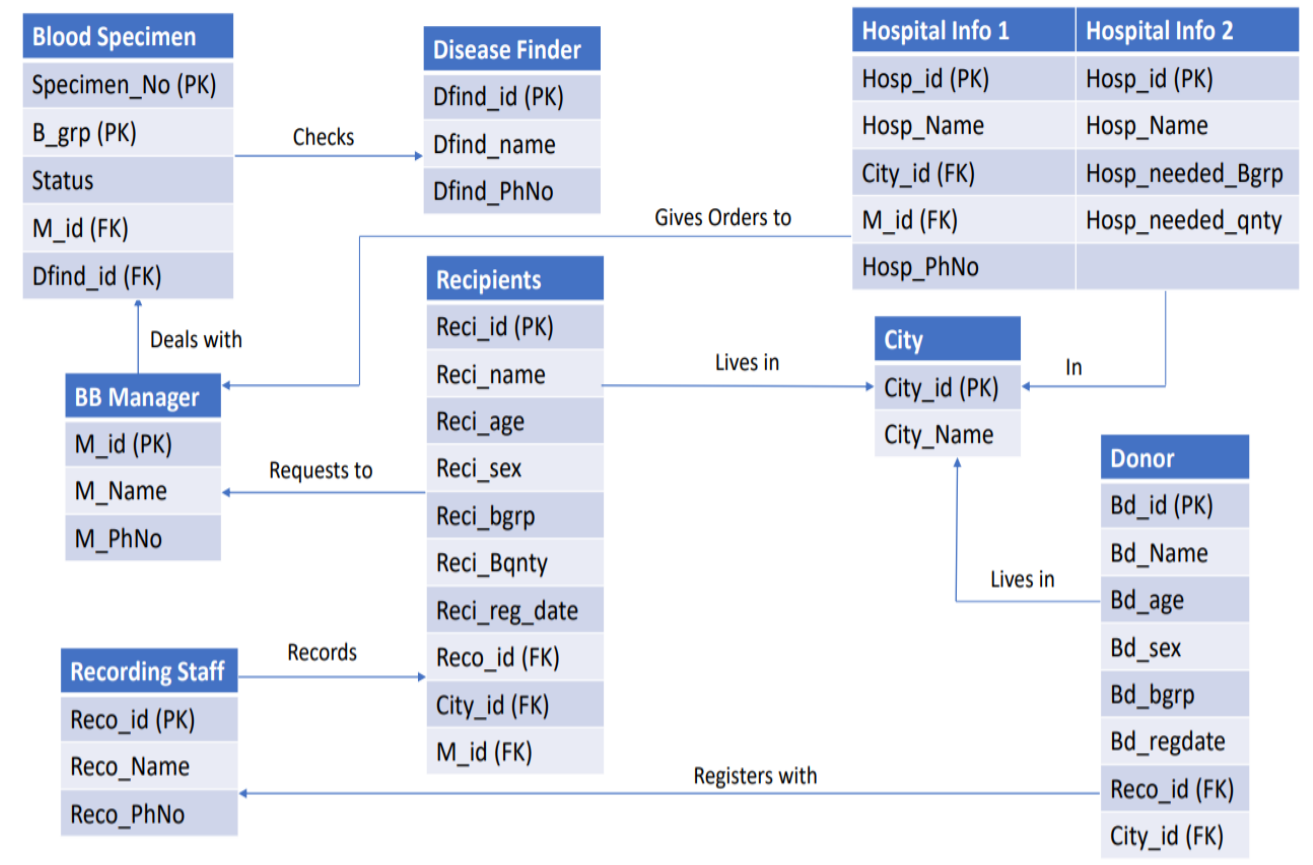 Blood Specimen
Specimen_No (PK)
B_grp (PK)
Status
M_id (FK)
Dfind_id (FK)
Checks
Disease Finder
Dfind_id (PK)
Dfind_name
Dfind_PhNo
Hospital Info 1 Hospital Info 2
Hosp_id (PK) Hosp_id (PK)
Hosp_Name Hosp_Name
City_id (FK) Hosp_needed_Bgrp
M_id (FK) Hosp_needed_qnty
Hosp_PhNo
Gives Orders to
Deals with
BB Manager
M_id (PK)
M_Name
M_PhNo
Requests to
Recipients
Reci_id (PK)
Reci_name
Reci_age
Reci_sex
Reci_bgrp
Reci_Bqnty
Reci_reg_date
Reco_id (FK)
City_id (FK)
M_id (FK)
Lives in
City
City_id (PK)
City_Name
In
Lives in
Donor
Bd_id (PK)
Bd_Name
Bd_age
Bd_sex
Bd_bgrp
Bd_regdate
Reco_id (FK)
City_id (FK)
Records
Recording Staff
Reco_id (PK)
Reco_Name
Reco_PhNo
Registers with